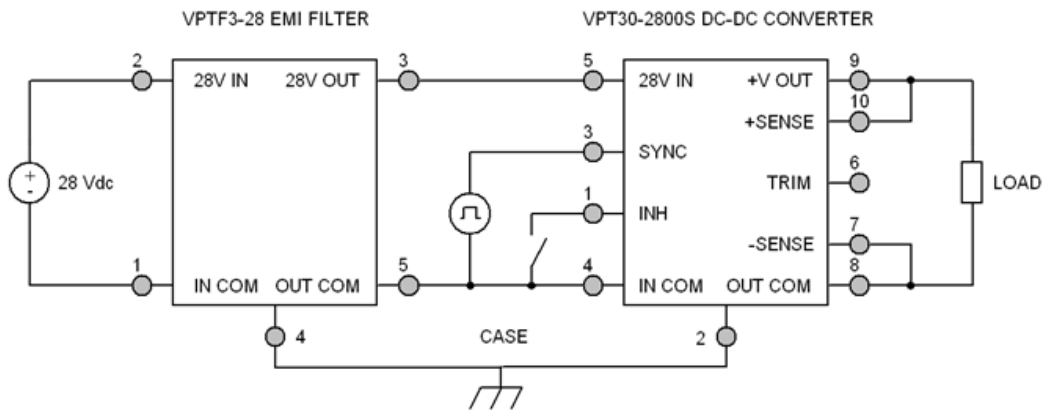 VPTF3-28 EMI FILTER
VPT30-2800S DC-DC CONVERTER
2
28V IN
28V OUT
3
5
28V IN
+V OUT
9
10
+SENSE
3
SYNC
+
-
28 Vdc
6
TRIM
LOAD
1
INH
7
-SENSE
1
IN COM
OUT COM
5
4
IN COM
OUT COM
8
4
CASE
2